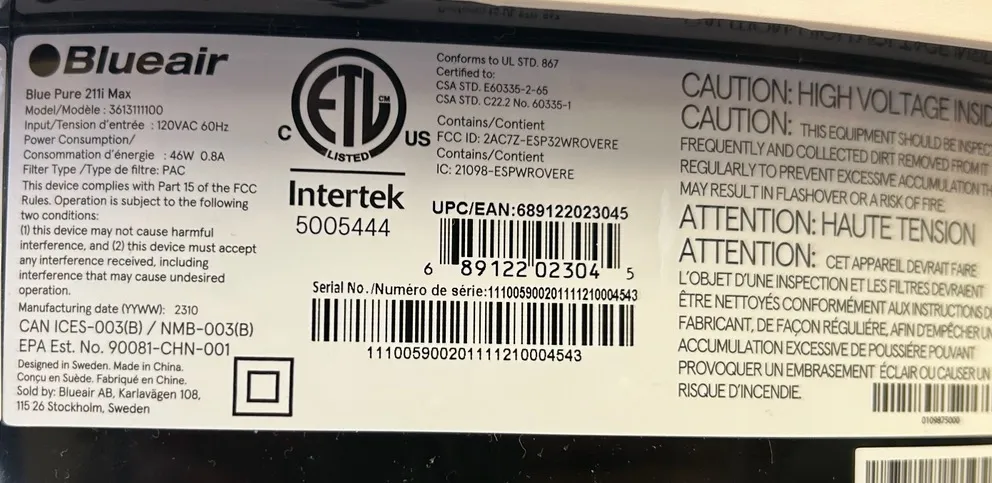 Blueair
Blue Pure 211i Max
Model/Modèle : 3613111100
Input/Tension d'entrée : 120VAC 60Hz
Power Consumption/
Consommation d'énergie : 46W 0.8A
Filter Type /Type de filtre: PAC
This device complies with Part 15 of the FCC
Rules. Operation is subject to the following
two conditions:
(1) this device may not cause harmful
interference, and (2) this device must accept
any interference received, including
interference that may cause undesired
operation.
Manufacturing date (YYWW): 2310
CAN ICES-003(B) / NMB-003(B)
EPA Est. No. 90081-CHN-001
Designed in Sweden. Made in China.
Conçu en Suède. Fabriqué en Chine.
Sold by: Blueair AB, Karlavägen 108,
115 26 Stockholm, Sweden
ETL
CM
LISTED
C US
Intertek
5005444
Conforms to UL STD. 867
Certified to:
CSA STD. E60335-2-65
CSA STD. C22.2 No. 60335-1
Contains/Contient
FCC ID: 2AC7Z-ESP32WROVERE
Contains/Contient
IC: 21098-ESPWROVERE
UPC/EAN:689122023045
6 89122 02304 5
Serial No./Numéro de série:1110059002011111210004543
1110059002011111210004543
CAUTION: HIGH VOLTAGE INSID
CAUTION: THIS EQUIPMENT SHOULD BE INSPEC
FREQUENTLY AND COLLECTED DIRT REMOVED FROM IT
REGULARLY TO PREVENT EXCESSIVE ACCUMULATION TH
MAY RESULT IN FLASHOVER OR A RISK OF FIRE.
ATTENTION: HAUTE TENSION
ATTENTION: CET APPAREIL DEVRAIT FAIRE
L'OBJET D'UNE INSPECTION ET LES FILTRES DEVRAIENT
ÊTRE NETTOYÉS CONFORMÉMENT AUX INSTRUCTIONS D
FABRICANT, DE FAÇON RÉGULIÈRE, AFIN D'EMPÊCHER UN
ACCUMULATION EXCESSIVE DE POUSSIÈRE POUVANT
PROVOQUER UN EMBRASEMENT ÉCLAIR OU CAUSER UN
RISQUE D'INCENDIE.
0109875000